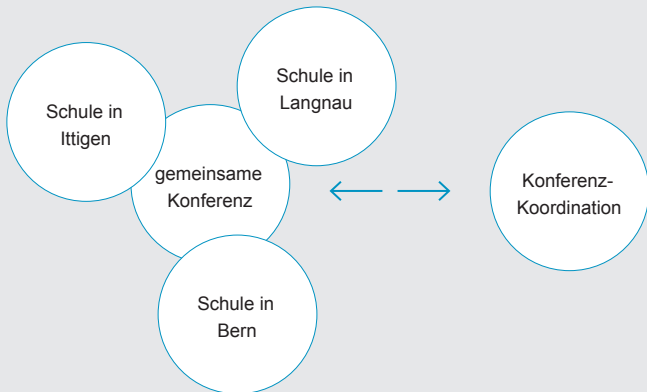 Schule in
Ittigen
Schule in
Langnau
gemeinsame
Konferenz
Schule in
Bern
Konferenz-
Koordination